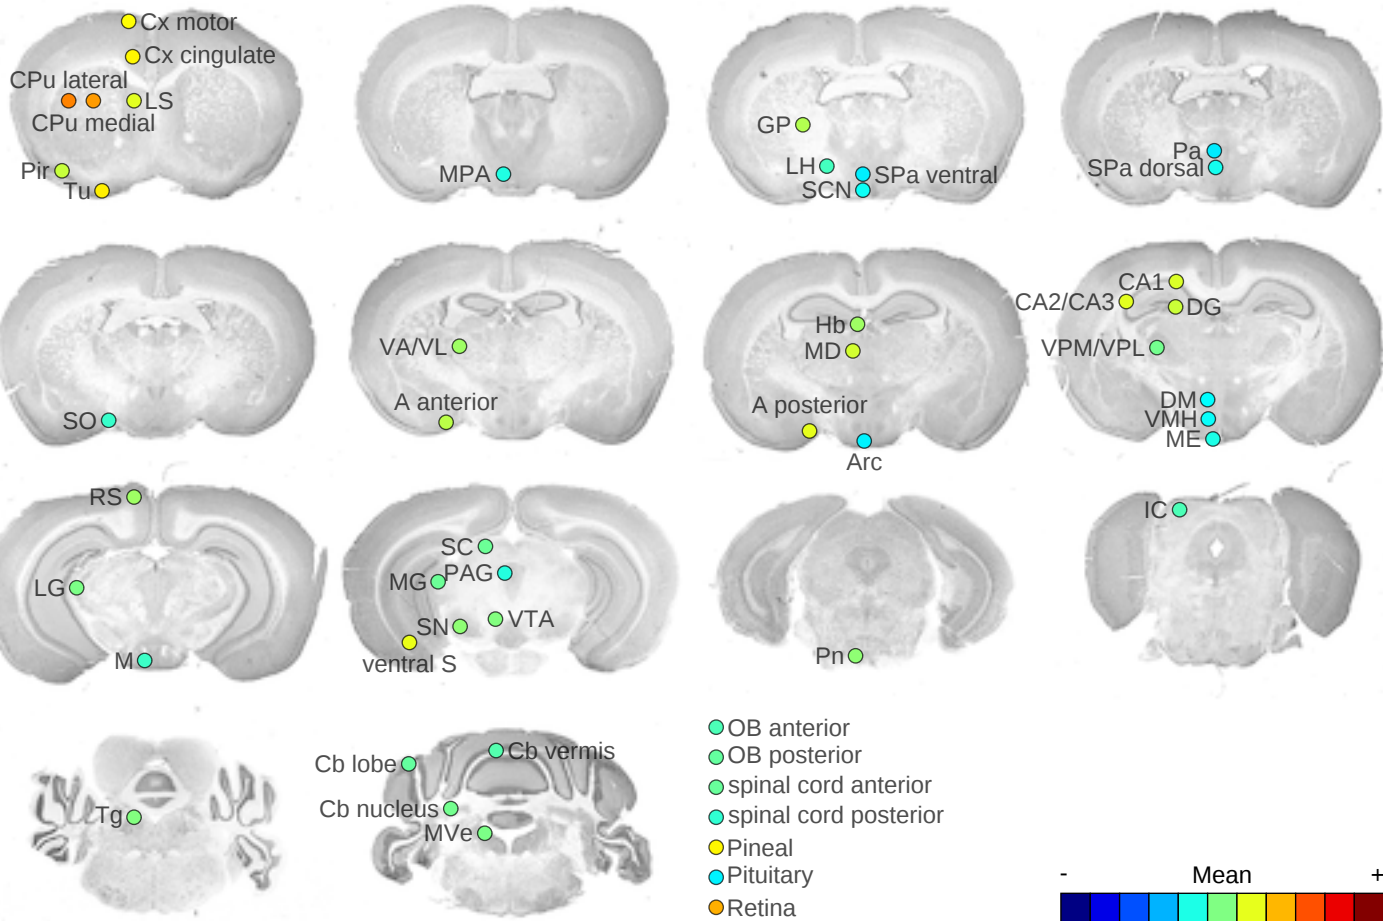 Cx motor
Cx cingulate
CPu lateral
LS
CPu medial
Pir
Tu
MPA
GP
LH
SPa ventral
SCN
Pa
SPa dorsal
SO
VA/VL
A anterior
Hb
MD
A posterior
Arc
CA1
CA2/CA3
DG
VPM/VPL
DM
VMH
ME
RS
LG
M
SC
PAG
MG
VTA
SN
ventral S
Pn
IC
Tg
Cb vermis
Cb lobe
Cb nucleus
MVe
OB anterior
OB posterior
spinal cord anterior
spinal cord posterior
Pineal
Pituitary
Retina
- Mean +